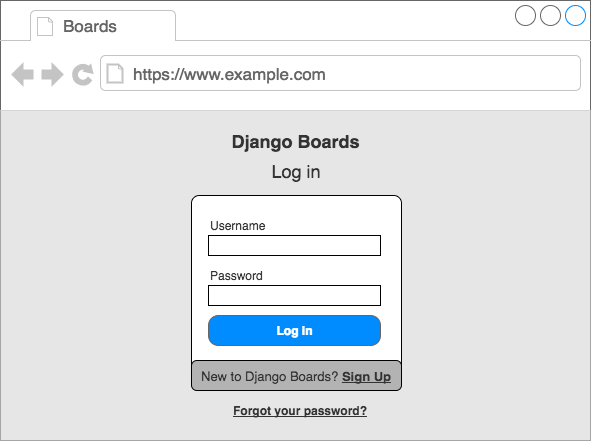 Boards
https://www.example.com
Django Boards
Log in
Username
Password
Log in
New to Django Boards? Sign Up
Forgot your password?